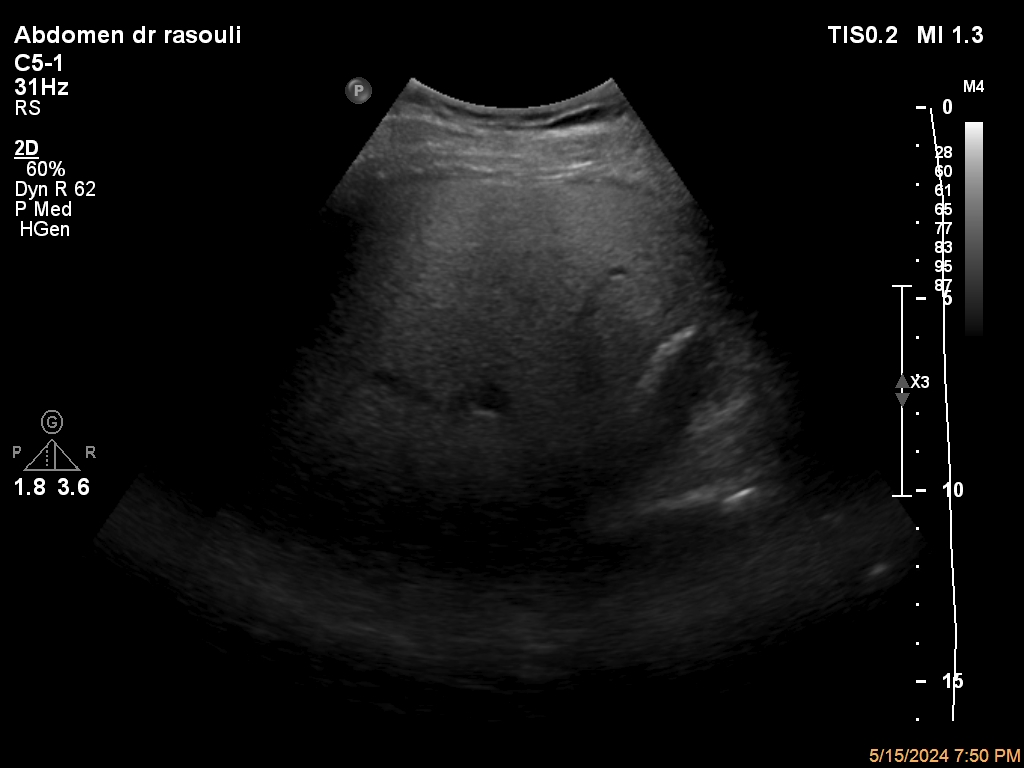 Abdomen dr rasouli
TIS0.2 MI 1.3
C5-1
31Hz
RS
2D
60%
Dyn R 62
P Med
HGen
P
M4
0
28
60
61
65
77
83
95
87
5
X3
10
15
G
P R
1.8 3.6
5/15/2024 7:50 PM